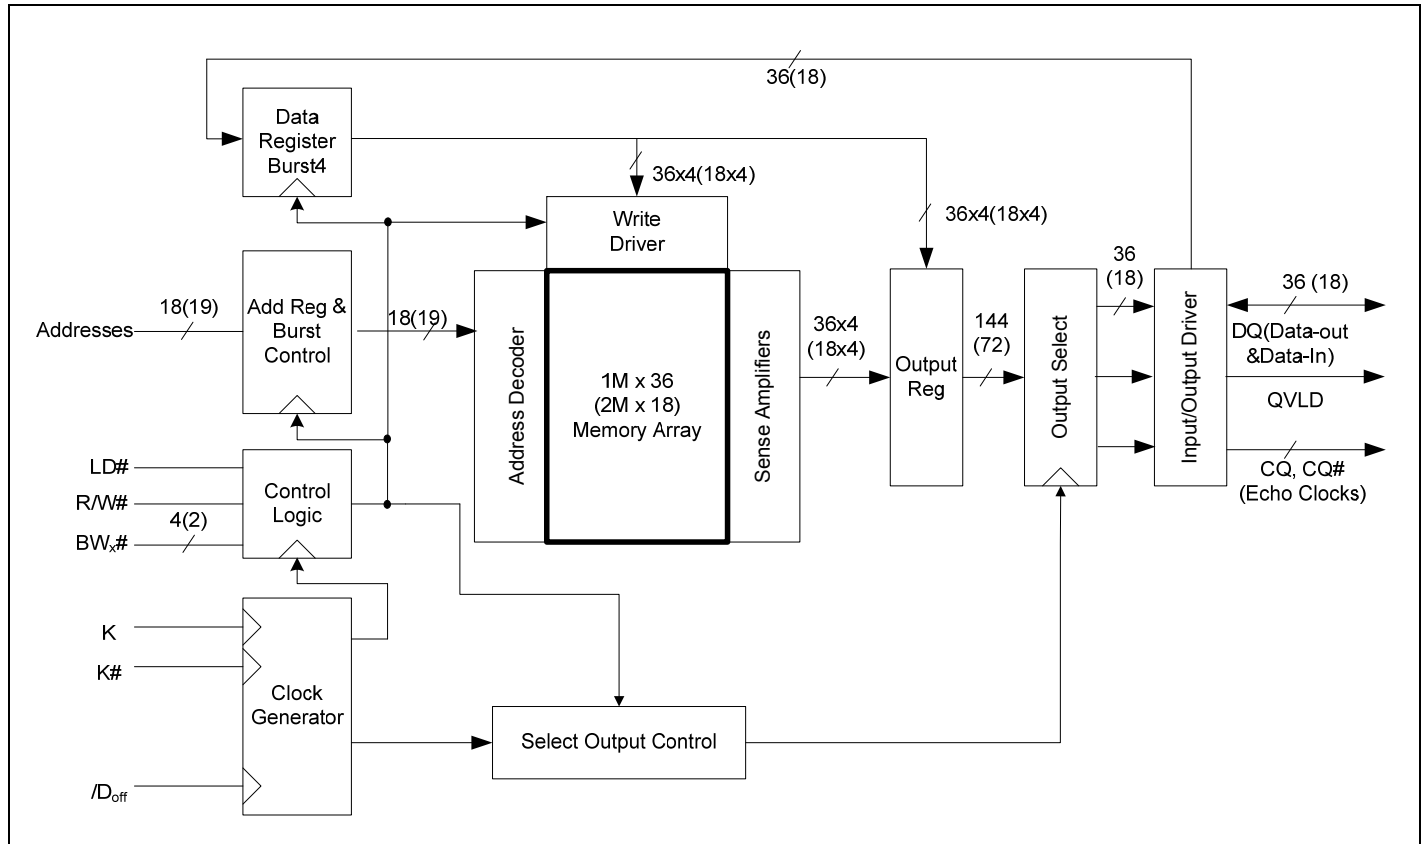 36(18)
Data
Register
Burst4
36x4(18x4)
36x4(18x4)
Write
Driver
Addresses
18(19)
Add Reg &
Burst
Control
18(19)
Address Decoder
1M x 36
(2M x 18)
Memory Array
Sense Amplifiers
36x4
(18x4)
Output
Reg
144
(72)
Output Select
36
(18)
Input/Output Driver
36 (18)
DQ(Data-out
&Data-In)
QVLD
CQ, CQ#
(Echo Clocks)
LD#
R/W#
BWx#
4(2)
Control
Logic
K
K#
/Doff
Clock
Generator
Select Output Control